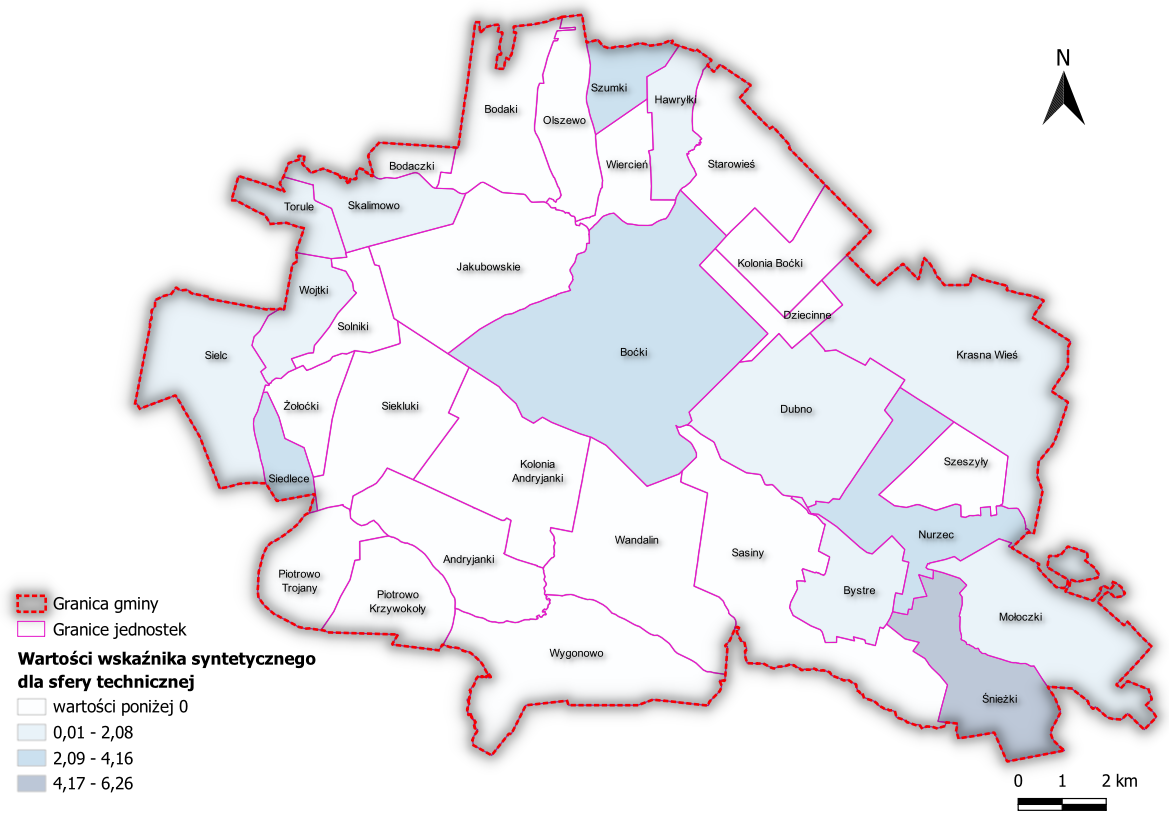 N
Szumki
Hawryłki
Bodaki
Olszewo
Wiercień
Starowieś
Bodaczki
Torule
Skalimowo
Jakubowskie
Kolonia Boćki
Wojtki
Solniki
Dziecinne
Sielc
Boćki
Krasna Wieś
Żołoćki
Siekluki
Dubno
Kolonia
Andryjanki
Szeszyły
Siedlece
Nurzec
Wandalin
Sasiny
Andryjanki
Piotrowo
Trojany
Piotrowo
Krzywokoły
Bystre
Mołoczki
Wygonowo
Śnieżki
Granica gminy
Granice jednostek
Wartości wskaźnika syntetycznego
dla sfery technicznej
wartości poniżej 0
0,01 - 2,08
2,09 - 4,16
4,17 - 6,26
0 1 2 km